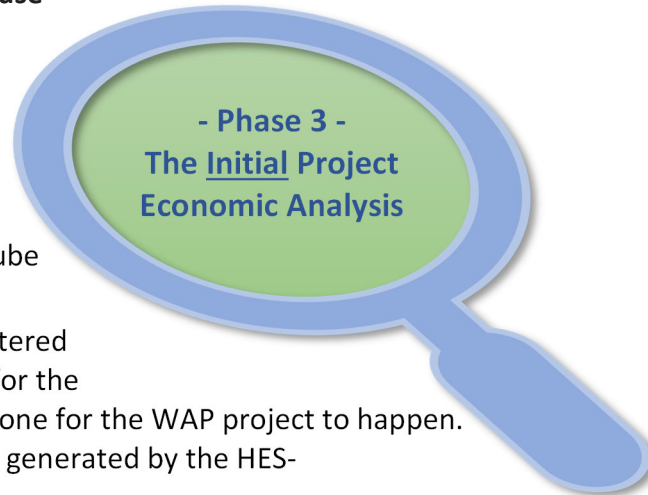 - Phase 3 -
The Initial Project
Economic Analysis
tered
or the
one for the WAP project to happen.
generated by the HES-